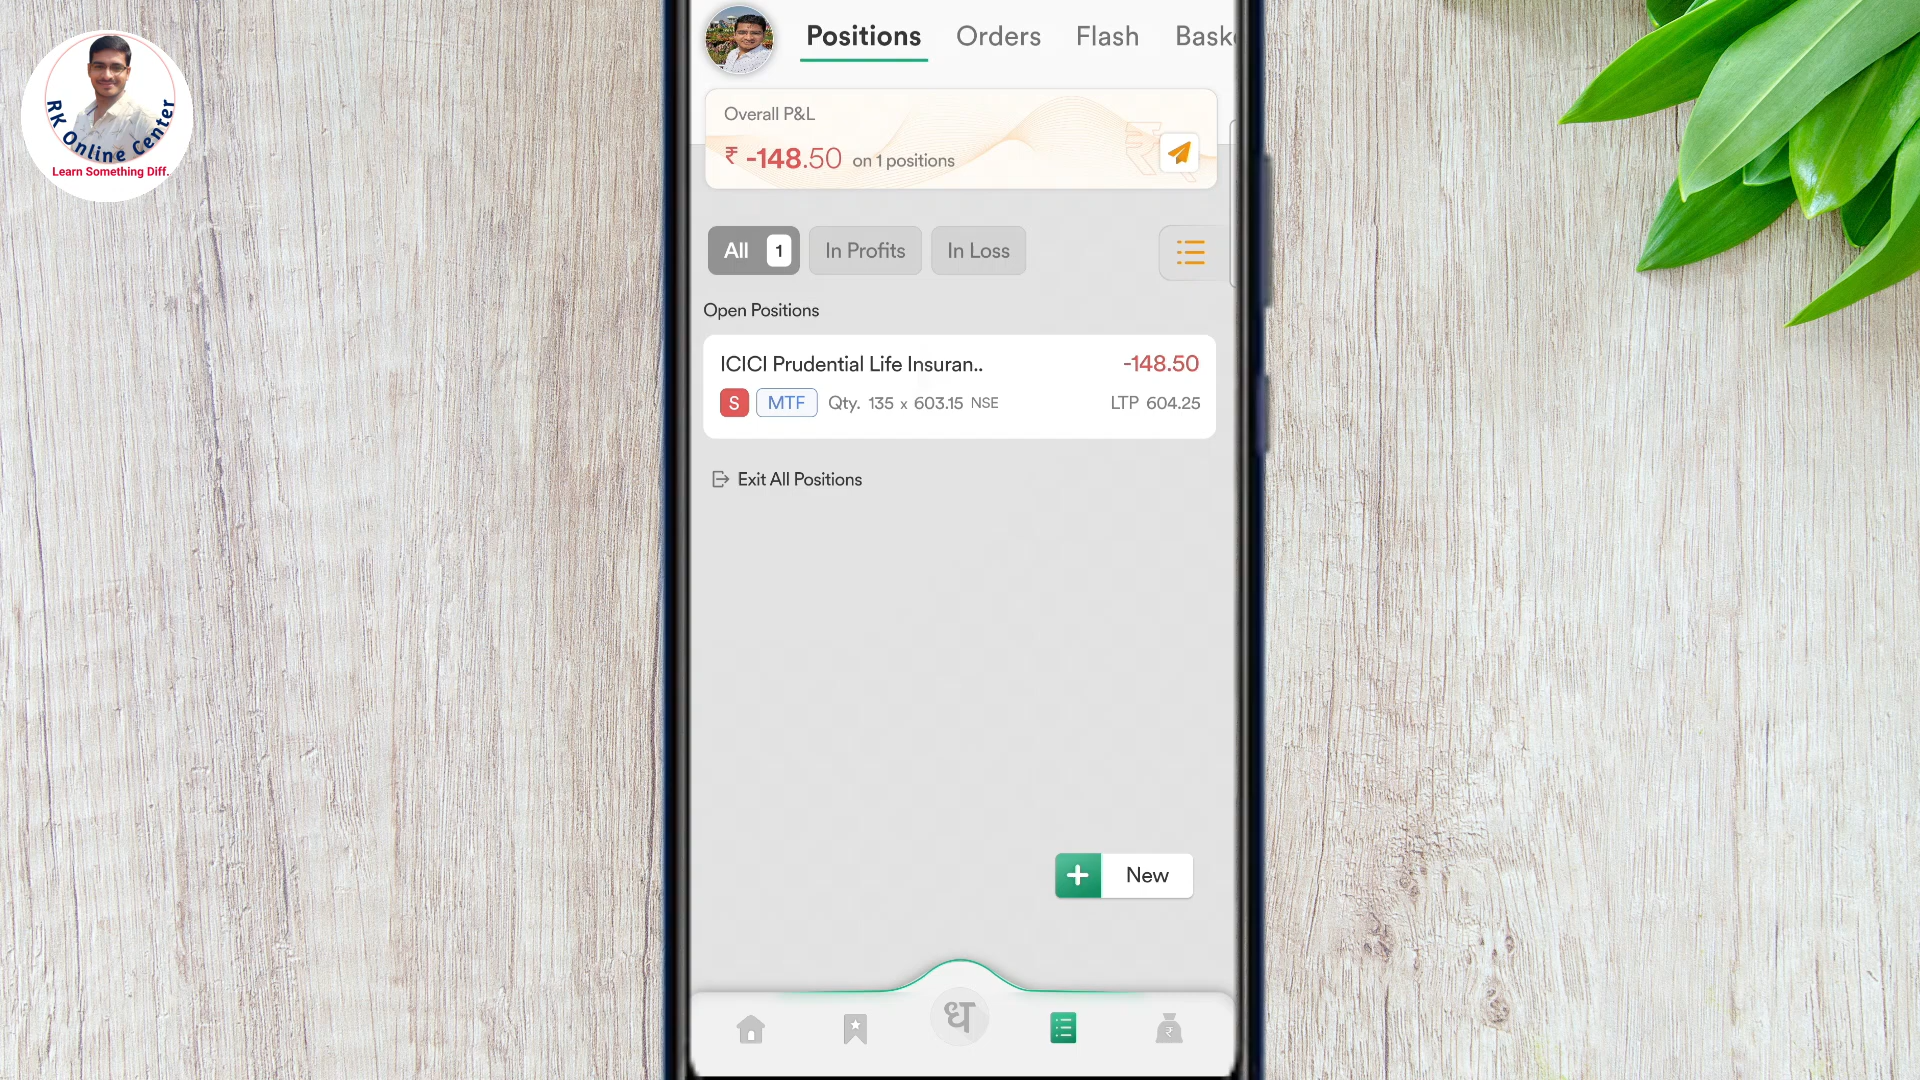 RK Online Center
Learn Something Diff.
Positions Orders Flash Bask
Overall P&L
₹ -148.50 on 1 positions
All 1 In Profits In Loss
Open Positions
ICICI Prudential Life Insuran.. -148.50
S MTF Qty. 135 x 603.15 NSE LTP 604.25
Exit All Positions
+ New
ध